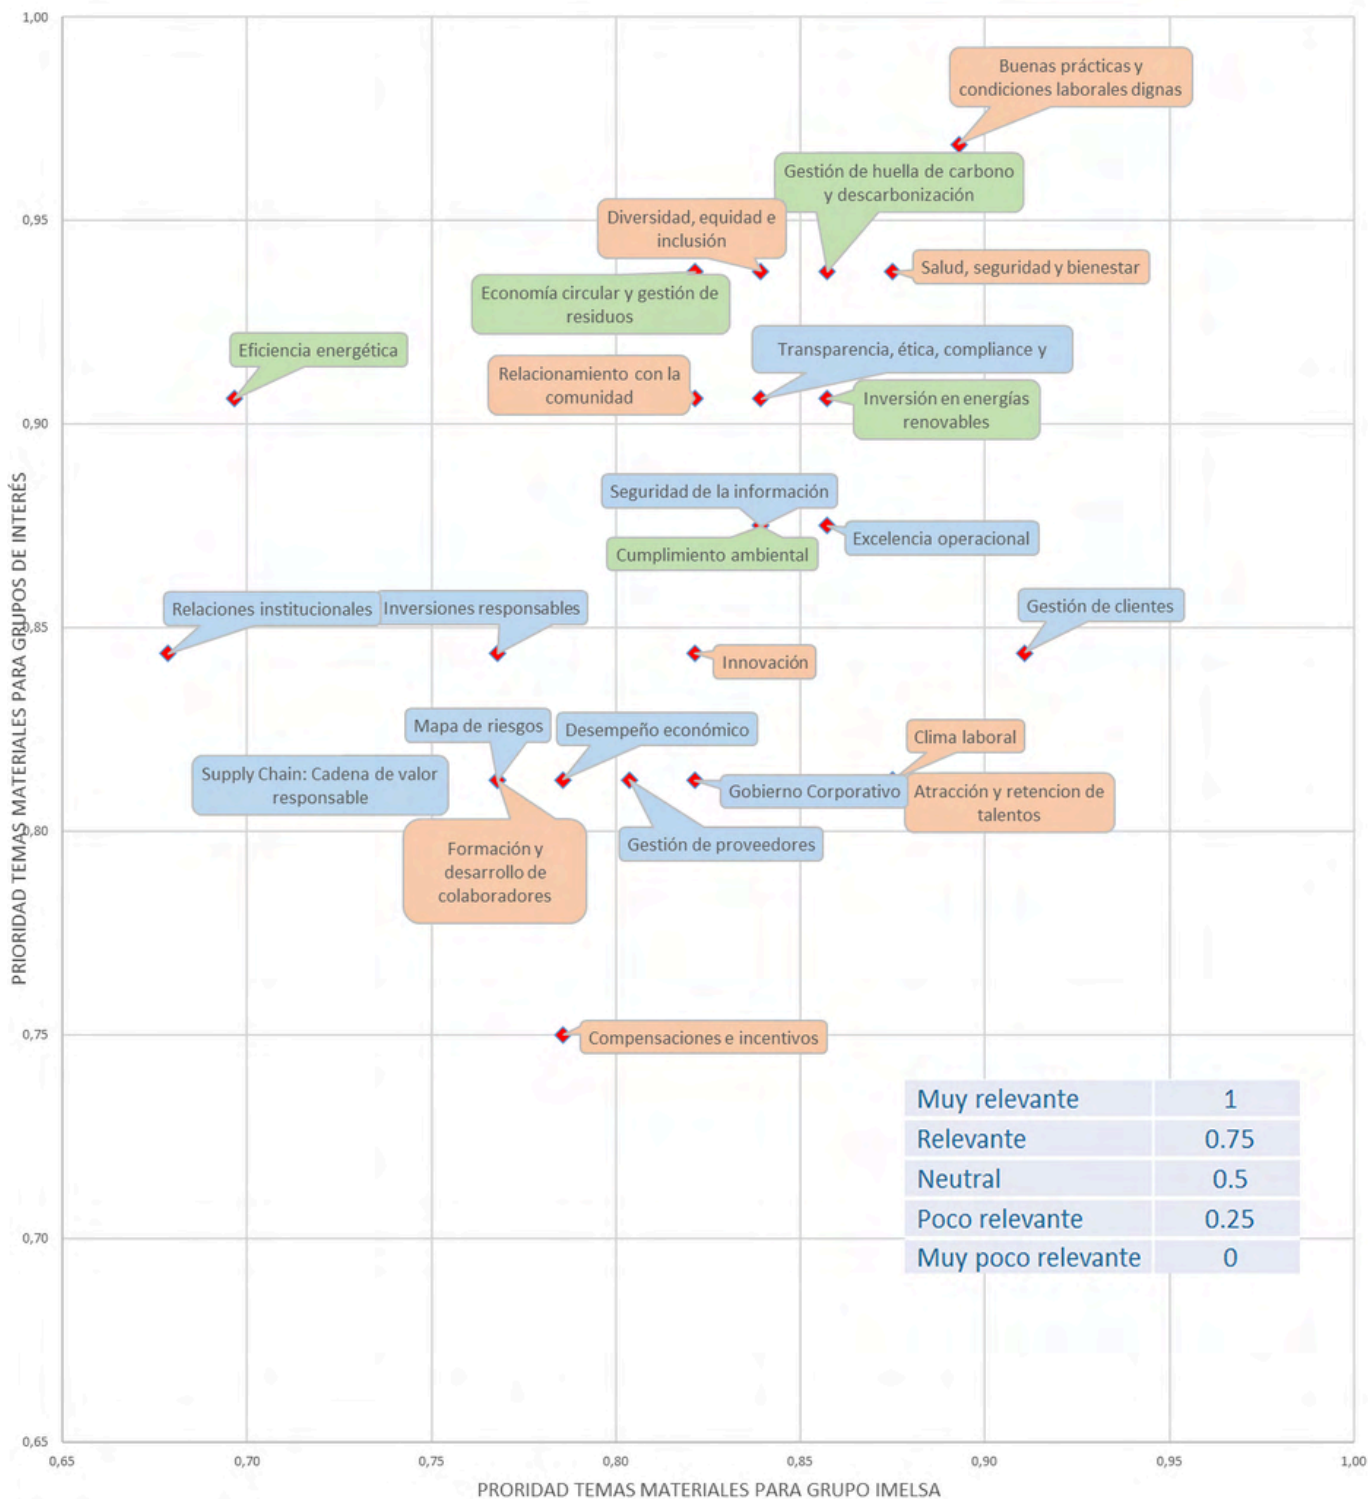 1,00
Buenas prácticas y
condiciones laborales dignas
Gestión de huella de carbono
y descarbonización
0,95
Diversidad, equidad e
inclusión
Salud, seguridad y bienestar
Economía circular y gestión de
residuos
Eficiencia energética
Transparencia, ética, compliance y
Relacionamiento con la
comunidad
Inversión en energías
renovables
0,90
Seguridad de la información
Excelencia operacional
Cumplimiento ambiental
PRIORIDAD TEMAS MATERIALES PARA GRUPOS DE INTERÉS
Relaciones institucionales
Inversiones responsables
Gestión de clientes
0,85
Innovación
Mapa de riesgos
Desempeño económico
Clima laboral
Supply Chain: Cadena de valor
responsable
Gobierno Corporativo
Atracción y retencion de
talentos
0,80
Gestión de proveedores
Formación y
desarrollo de
colaboradores
0,75
Compensaciones e incentivos
Muy relevante 1
Relevante 0.75
Neutral 0.5
Poco relevante 0.25
Muy poco relevante 0
0,70
0,65
0,65 0,70 0,75 0,80 0,85 0,90 0,95 1,00
PRORIDAD TEMAS MATERIALES PARA GRUPO IMELSA